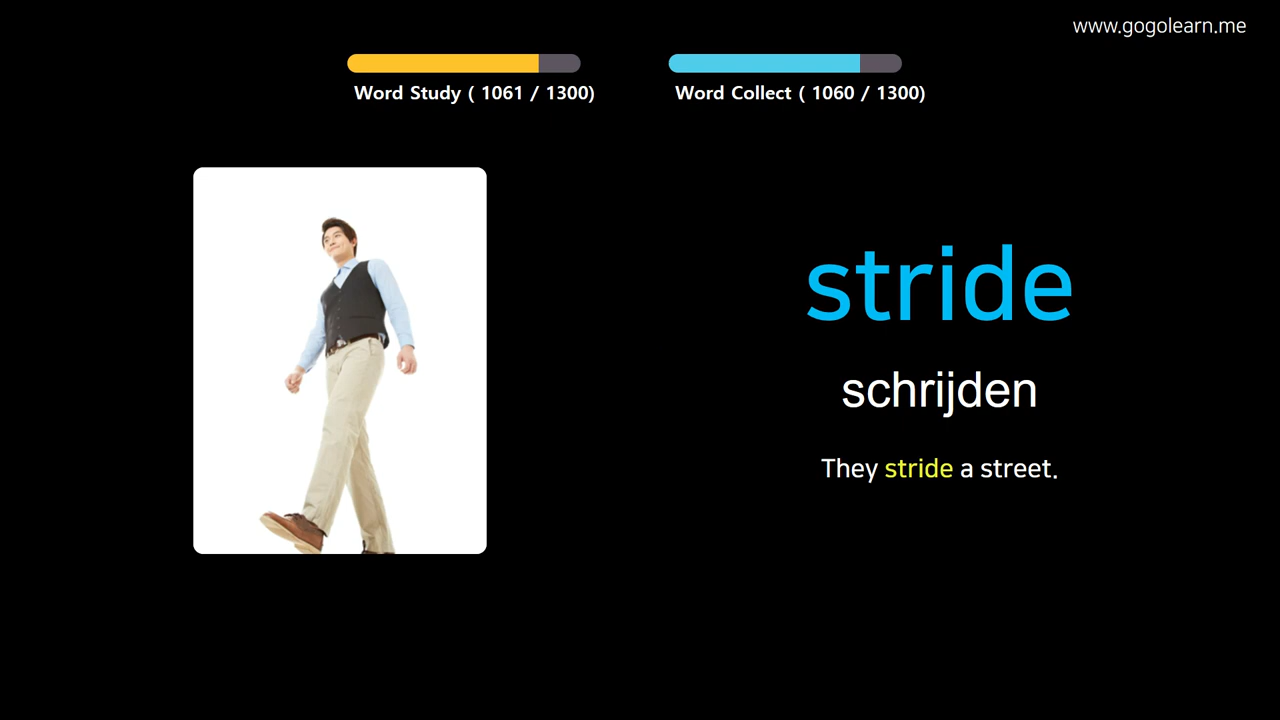 www.gogolearn.me
Word Study ( 1061 / 1300)
Word Collect ( 1060 / 1300)
stride
schrijden
They stride a street.